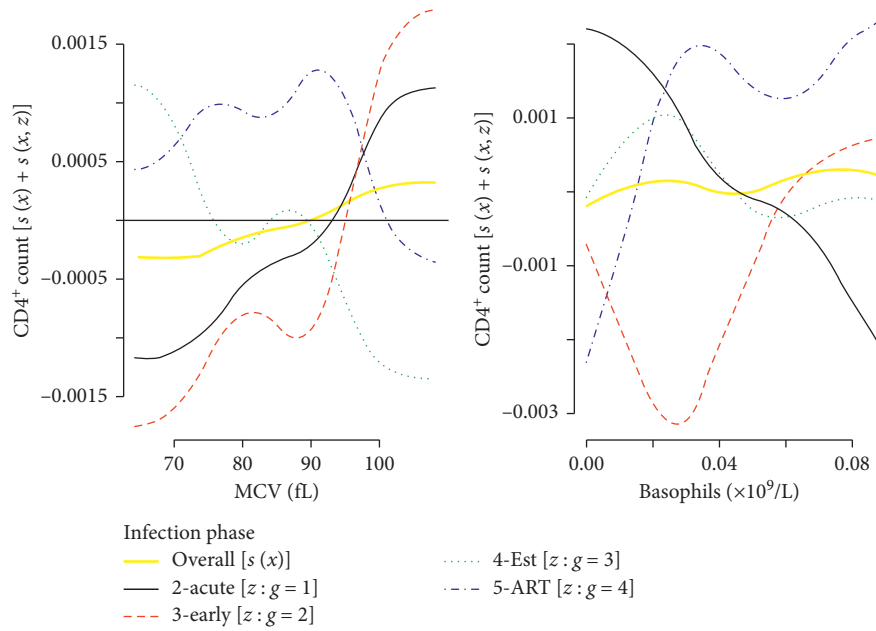 CD4⁺ count [s (x) + s (x, z)]
0.0015
0.0005
−0.0005
−0.0015
70 80 90 100
MCV (fL)
CD4⁺ count [s (x) + s (x, z)]
0.001
−0.001
−0.003
0.00 0.04 0.08
Basophils (×10⁹/L)
Infection phase
Overall [s (x)]
2-acute [z : g = 1]
3-early [z : g = 2]
4-Est [z : g = 3]
5-ART [z : g = 4]